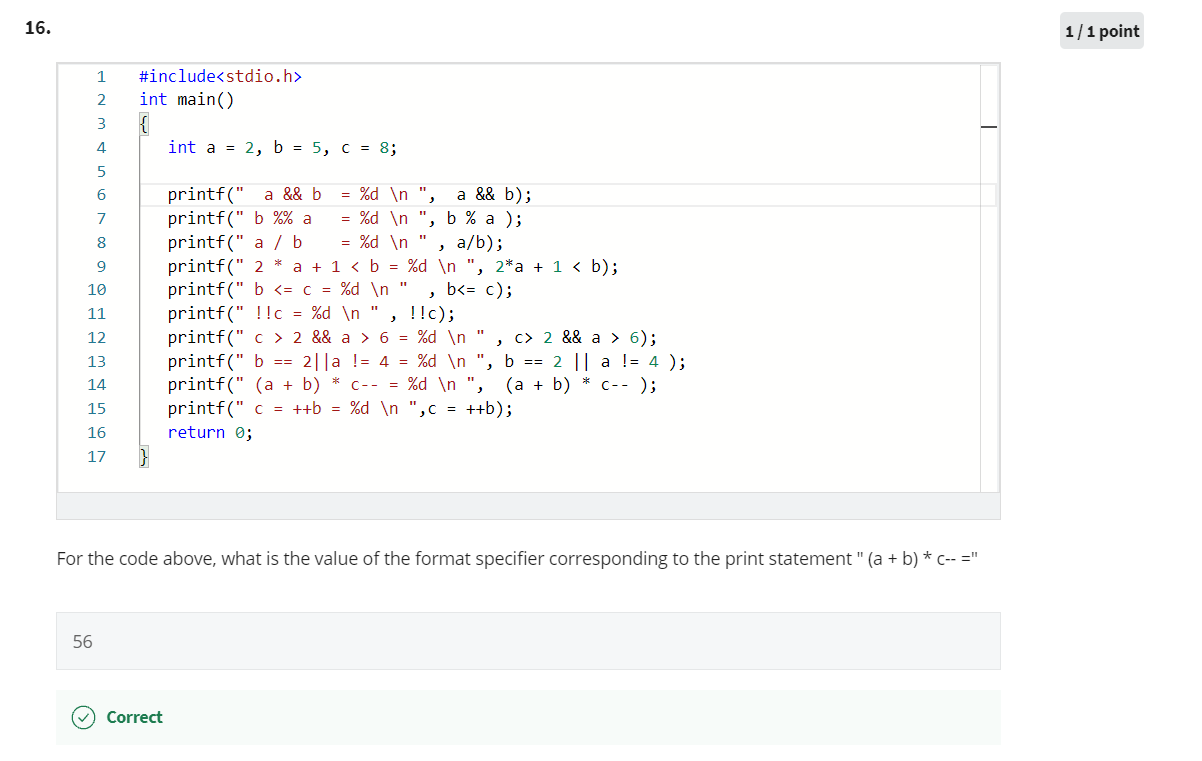 16.
1 / 1 point
1 #include<stdio.h>
2 int main()
3 {
4    int a = 2, b = 5, c = 8;
5
6    printf("  a && b  = %d \n ",  a && b);
7    printf(" b %% a   = %d \n ", b % a );
8    printf(" a / b    = %d \n " , a/b);
9    printf(" 2 * a + 1 < b = %d \n ", 2*a + 1 < b);
10    printf(" b <= c = %d \n "  , b<= c);
11    printf(" !!c = %d \n " , !!c);
12    printf(" c > 2 && a > 6 = %d \n " , c> 2 && a > 6);
13    printf(" b == 2||a != 4 = %d \n ", b == 2 || a != 4 );
14    printf(" (a + b) * c-- = %d \n ",  (a + b) * c-- );
15    printf(" c = ++b = %d \n ",c = ++b);
16    return 0;
17 }
For the code above, what is the value of the format specifier corresponding to the print statement " (a + b) * c-- ="
56
Correct